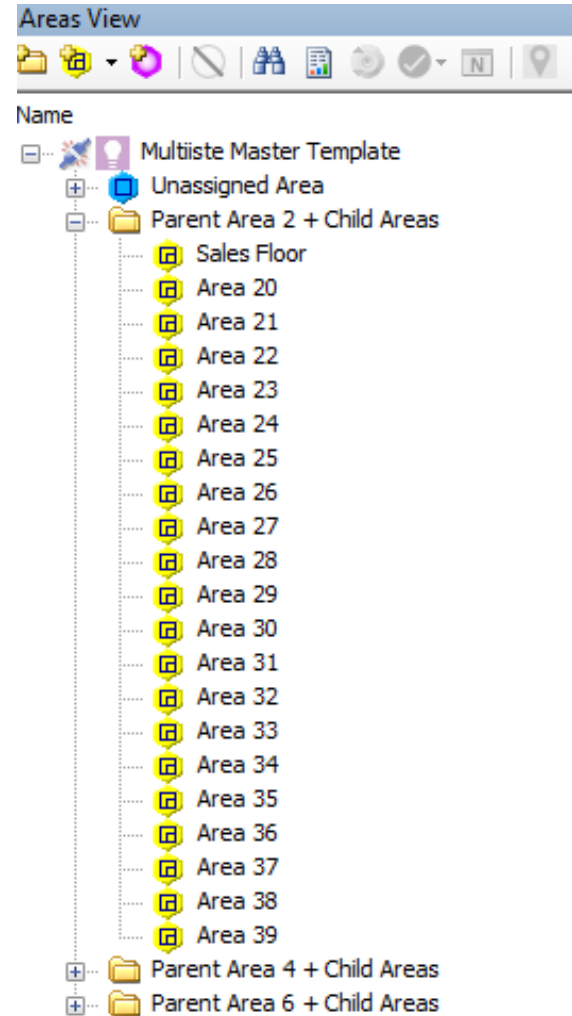 Areas View
N
Name
Multiiste Master Template
Unassigned Area
Parent Area 2 + Child Areas
Sales Floor
Area 20
Area 21
Area 22
Area 23
Area 24
Area 25
Area 26
Area 27
Area 28
Area 29
Area 30
Area 31
Area 32
Area 33
Area 34
Area 35
Area 36
Area 37
Area 38
Area 39
Parent Area 4 + Child Areas
Parent Area 6 + Child Areas